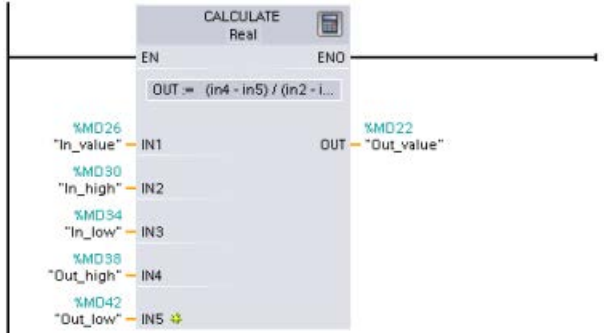 CALCULATE
Real
EN ENO
OUT := (in4 - in5) / (in2 - i...
%MD26 %MD22
"In_value" IN1 OUT "Out_value"
%MD30
"In_high" IN2
%MD34
"In_low" IN3
%MD38
"Out_high" IN4
%MD42
"Out_low" IN5